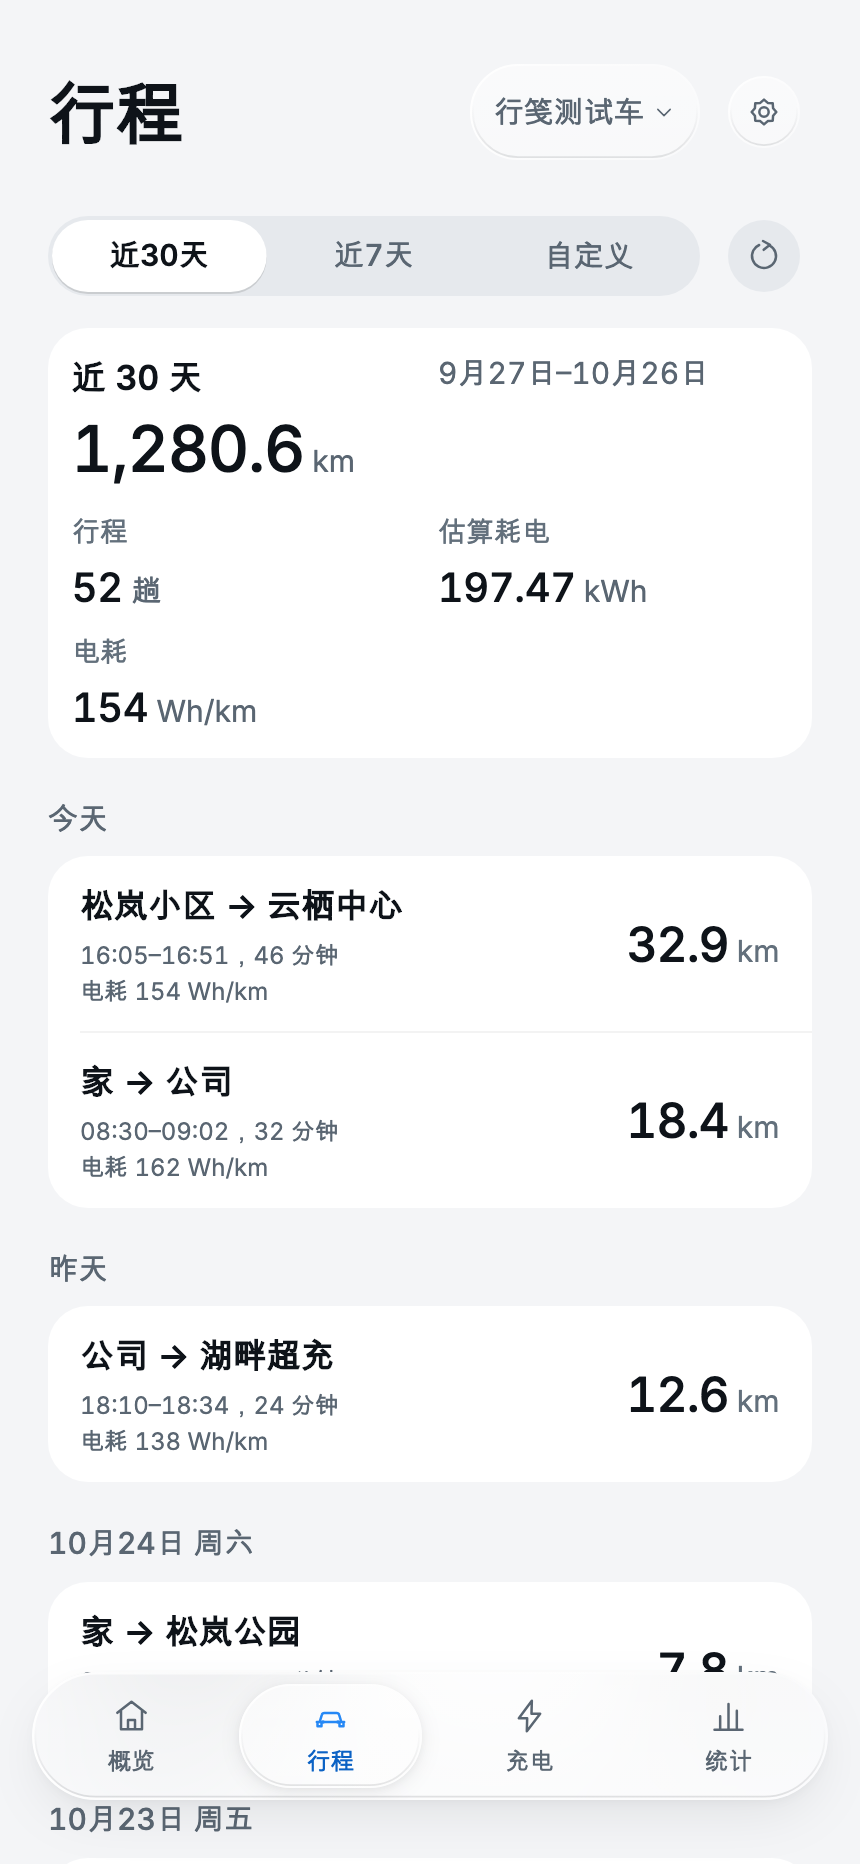 行程
行笺测试车
近30天
近7天
自定义
近 30 天
9月27日–10月26日
1,280.6 km
行程
估算耗电
52 趟
197.47 kWh
电耗
154 Wh/km
今天
松岚小区 → 云栖中心
16:05–16:51，46 分钟
电耗 154 Wh/km
32.9 km
家 → 公司
08:30–09:02，32 分钟
电耗 162 Wh/km
18.4 km
昨天
公司 → 湖畔超充
18:10–18:34，24 分钟
电耗 138 Wh/km
12.6 km
10月24日 周六
家 → 松岚公园
7.8 km
概览
行程
充电
统计
10月23日 周五